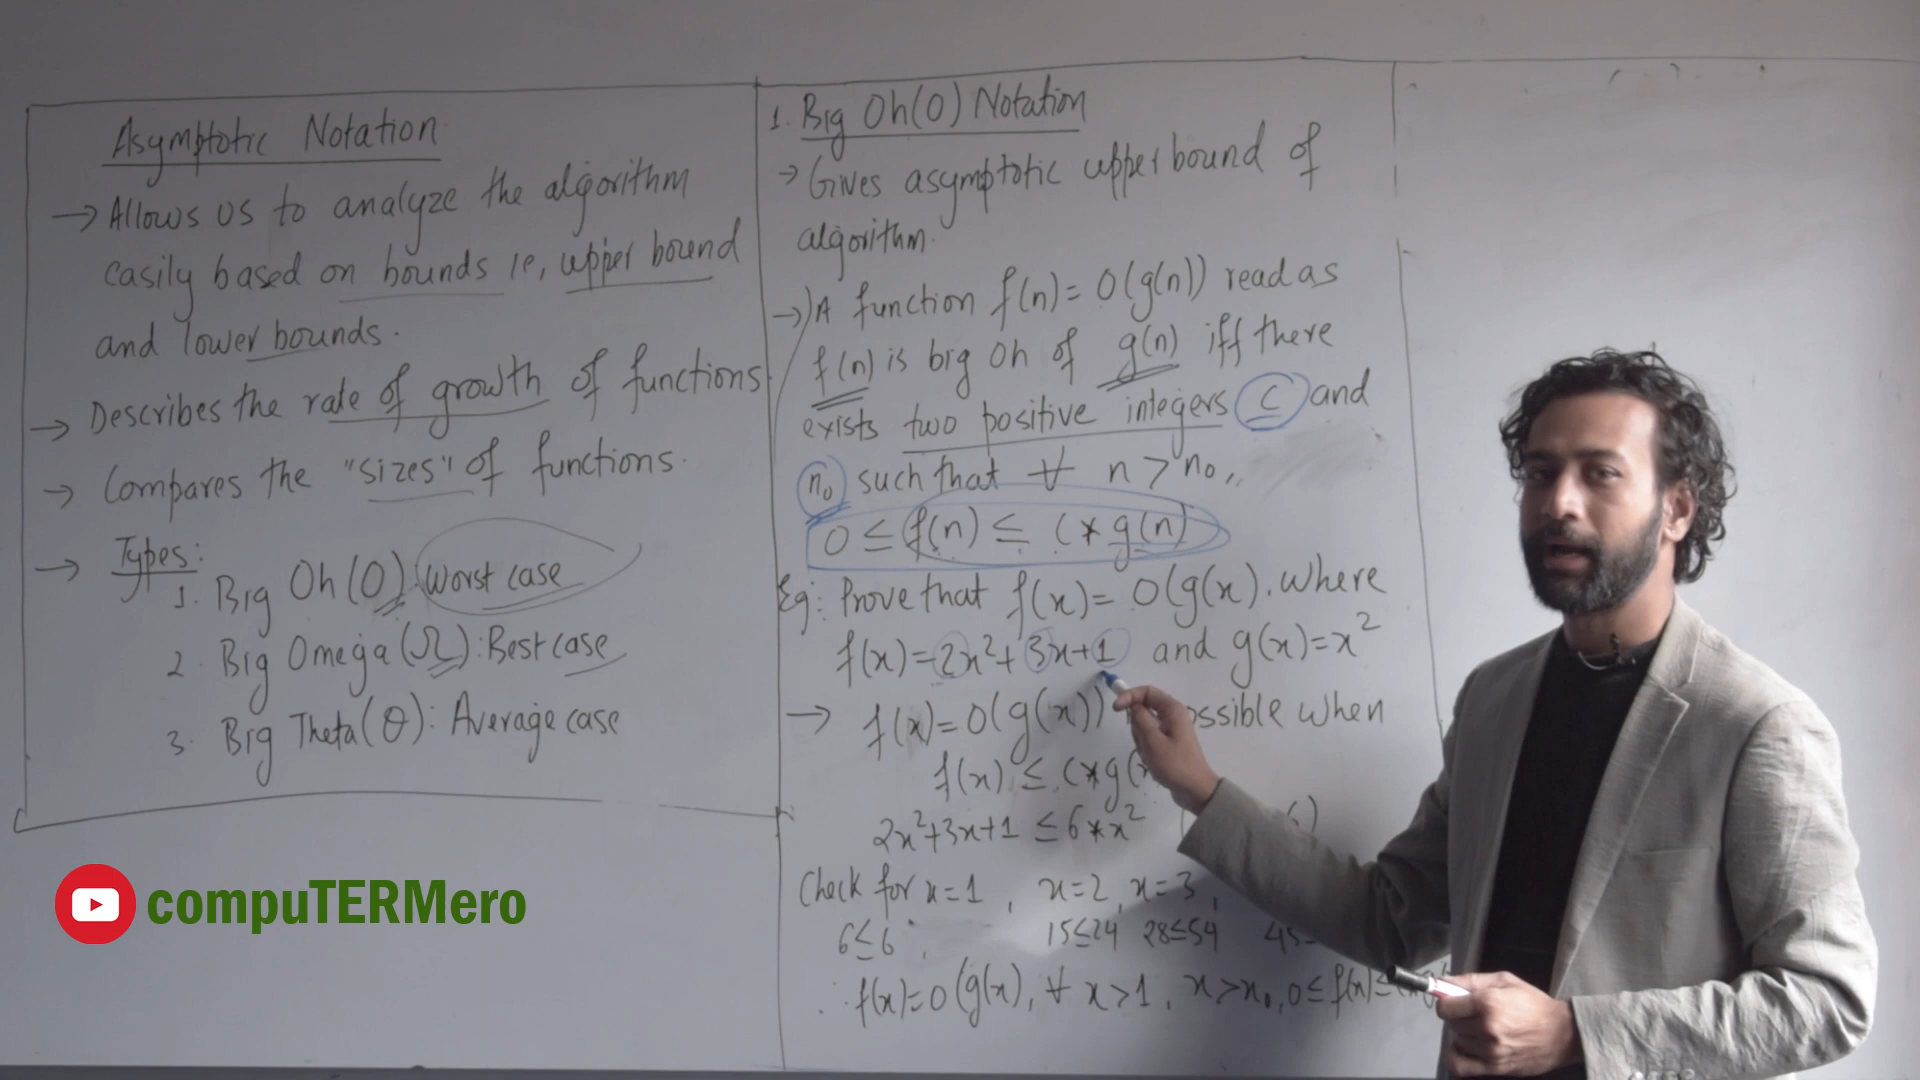 Asymptotic Notation
→ Allows us to analyze the algorithm
easily based on bounds ie, upper bound
and lower bounds.
→ Describes the rate of growth of functions
→ Compares the "sizes" of functions.
→ Types:
1. Big Oh (O) Worst case
2. Big Omega (Ω): Best case
3. Big Theta (θ): Average case
1. Big Oh(O) Notation
→ Gives asymptotic upper bound of
algorithm.
→ A function f(n) = O(g(n)) read as
f(n) is big oh of g(n) iff there
exists two positive integers c and
n₀ such that ∀ n > n₀,,
0 ≤ f(n) ≤ C * g(n)
Eg: Prove that f(x) = O(g(x). where
f(x) = 2x² + 3x + 1 and g(x) = x²
→ f(x) = O(g(x)) when
f(x) ≤ C*g(
2x²+3x+1 ≤ 6*x²
Check for x=1, x=2, x=3,
6≤6, 15≤24 28≤54 45
∴ f(x)=O(g(x), ∀ x>1, x>x₀, 0≤f(x)≤
computerMero